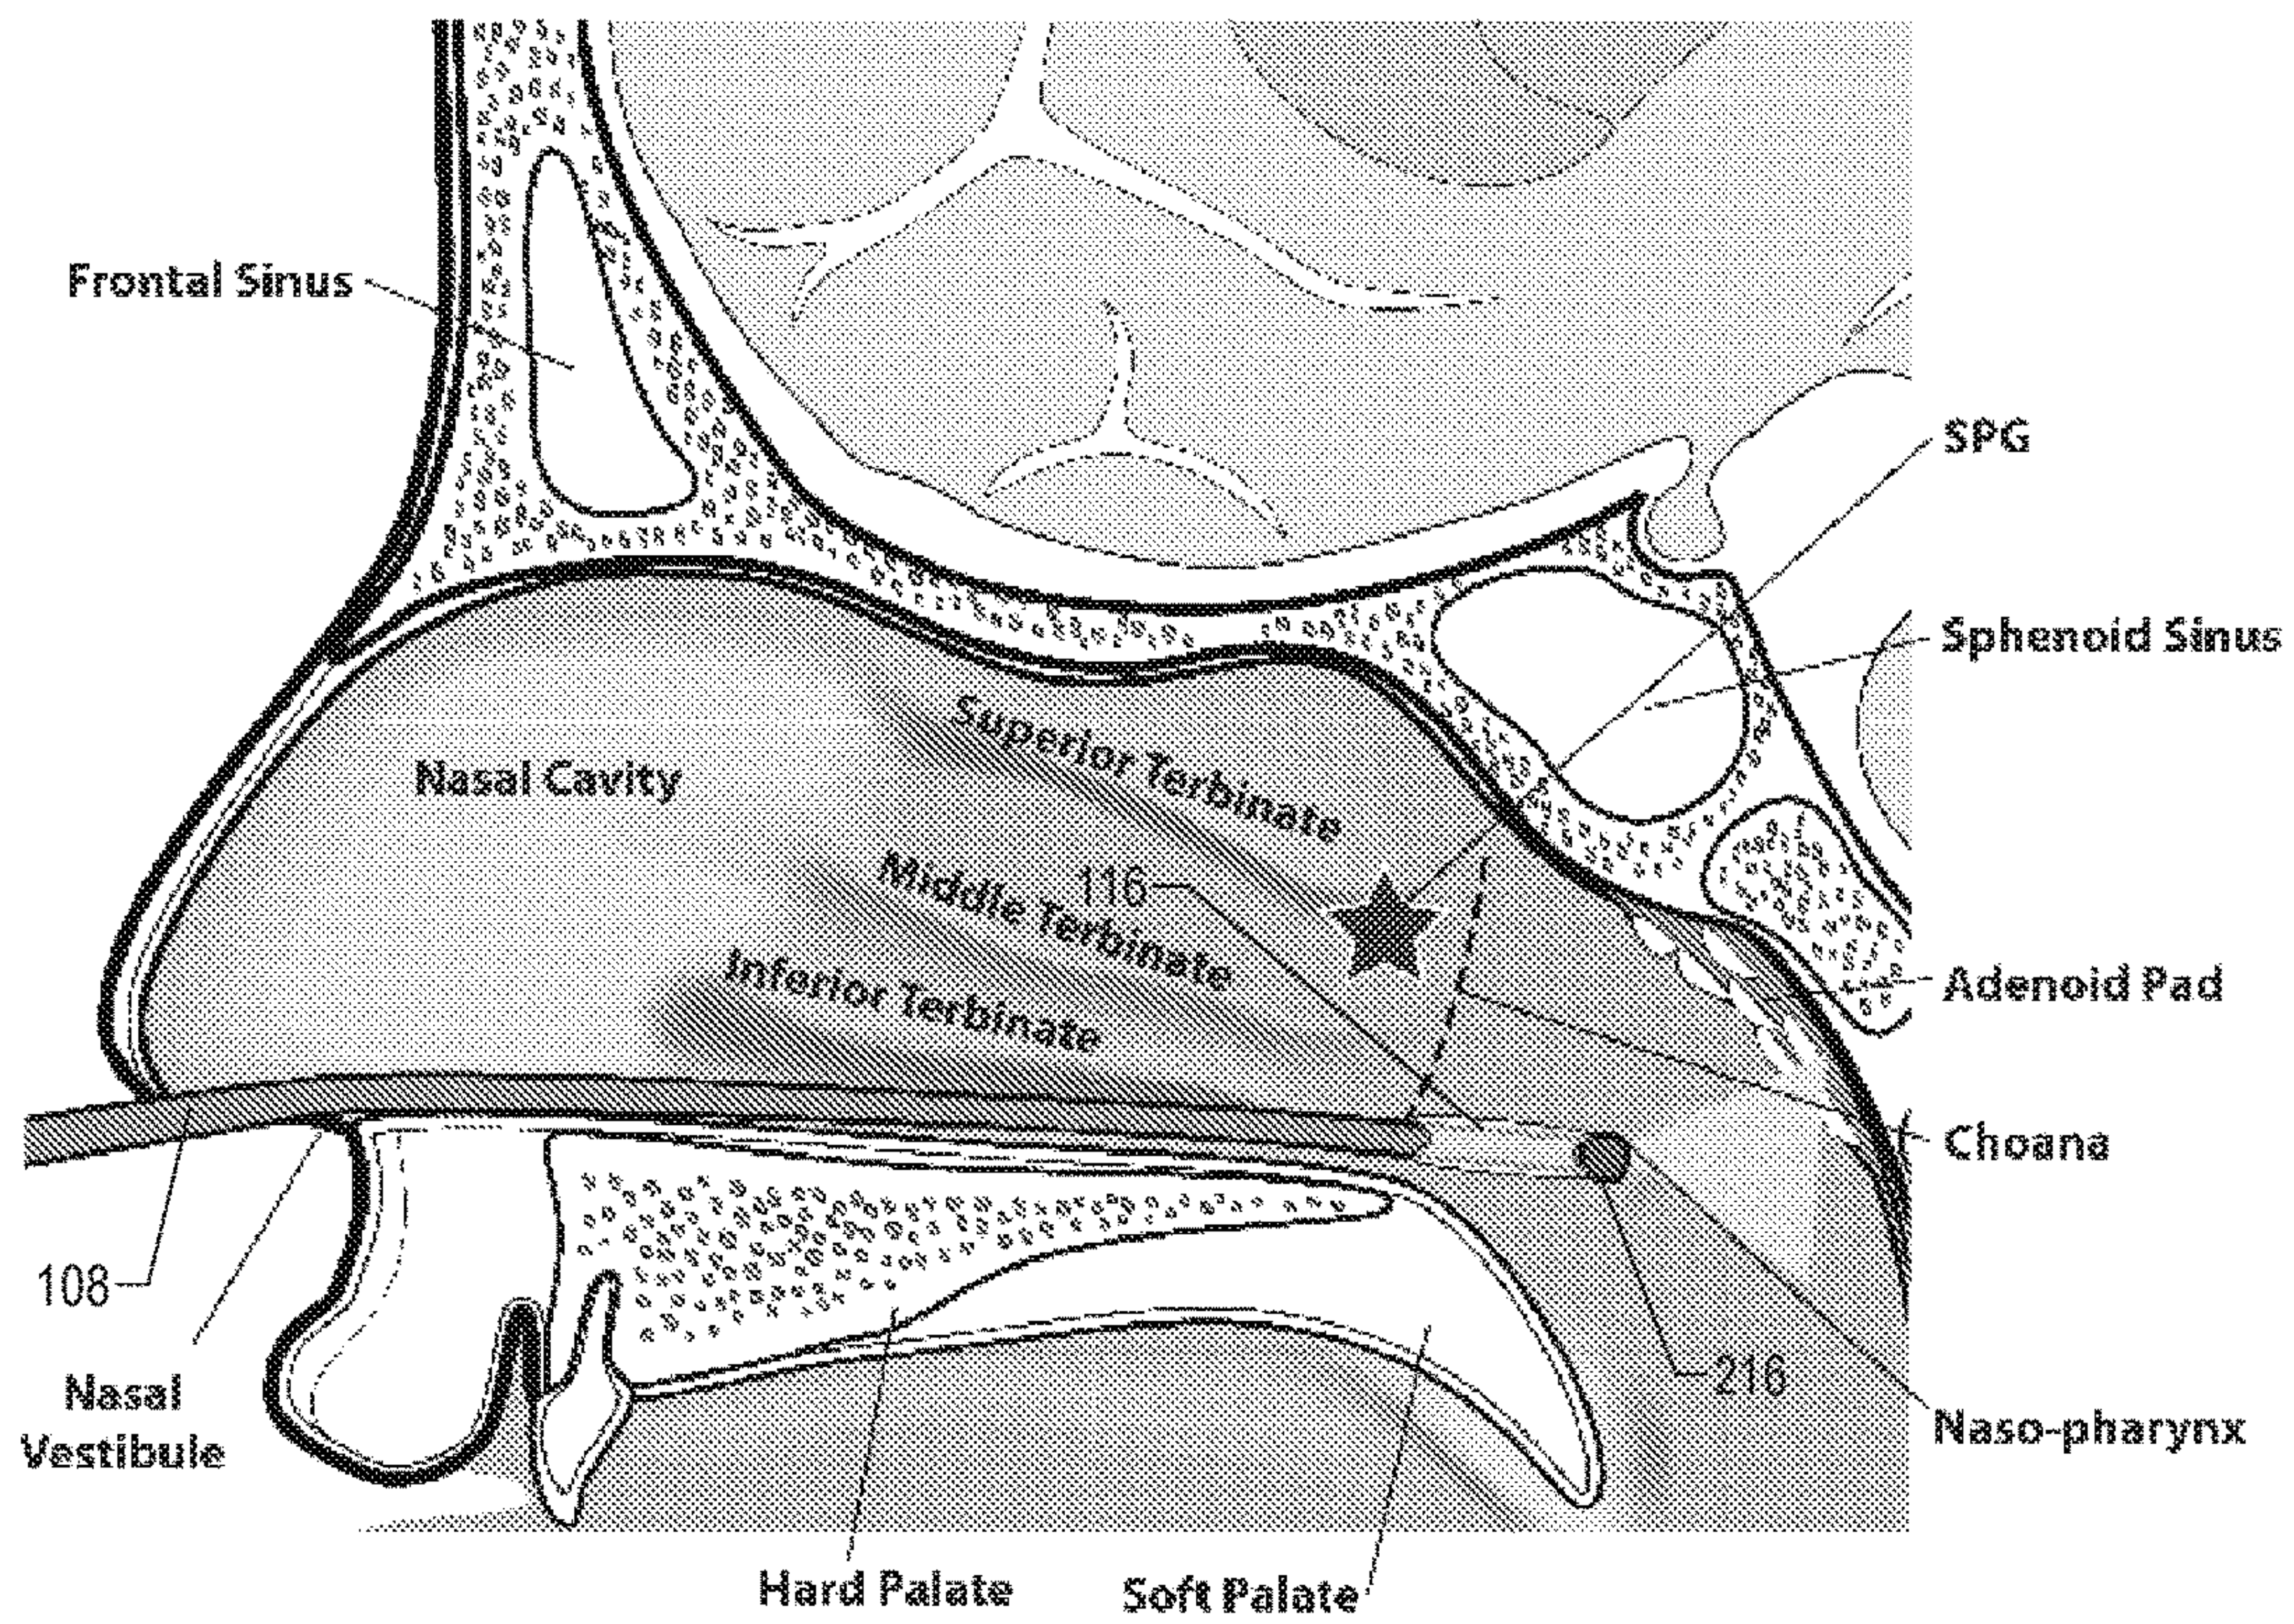 Frontal Sinus
SPG
Sphenoid Sinus
Superior Terbinate
Nasal Cavity
116
Middle Terbinate
Inferior Terbinate
Adenoid Pad
Choana
108
Nasal
Vestibule
216
Naso-pharynx
Hard Palate
Soft Palate